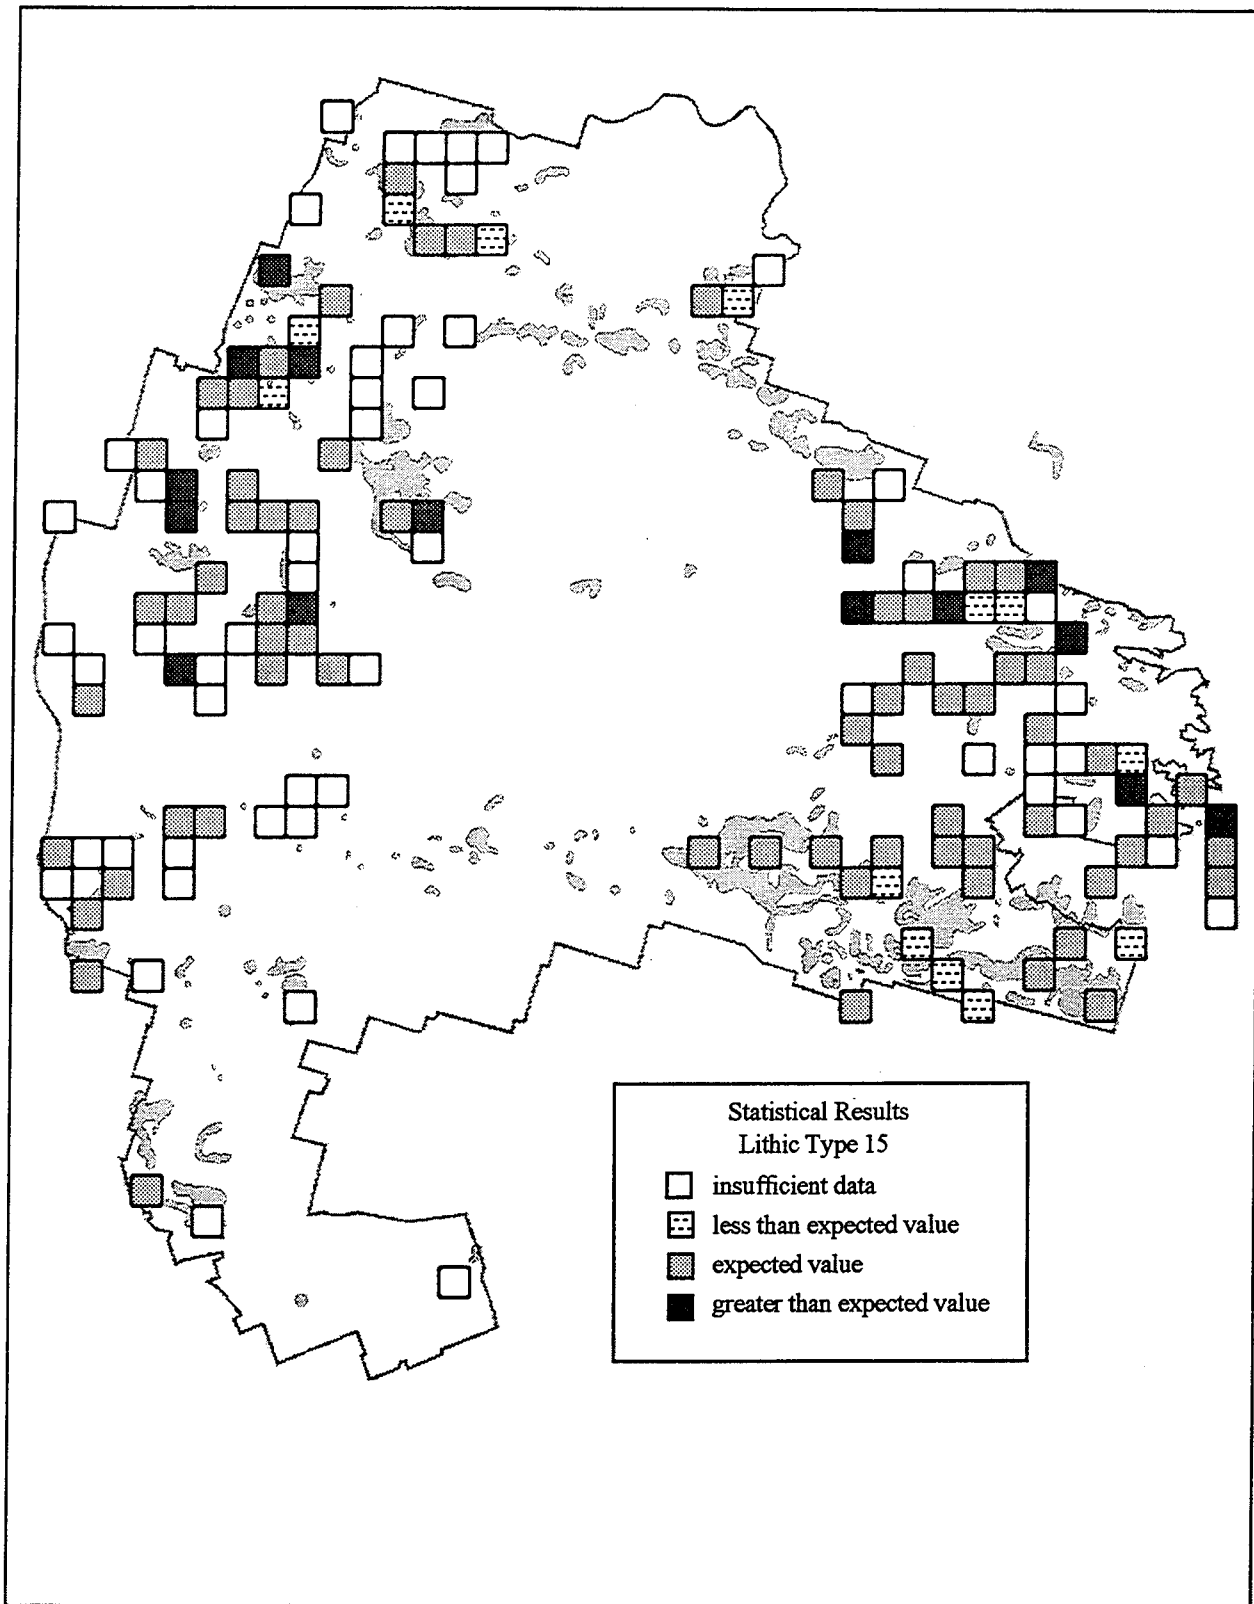 Statistical Results
Lithic Type 15
insufficient data
less than expected value
expected value
greater than expected value